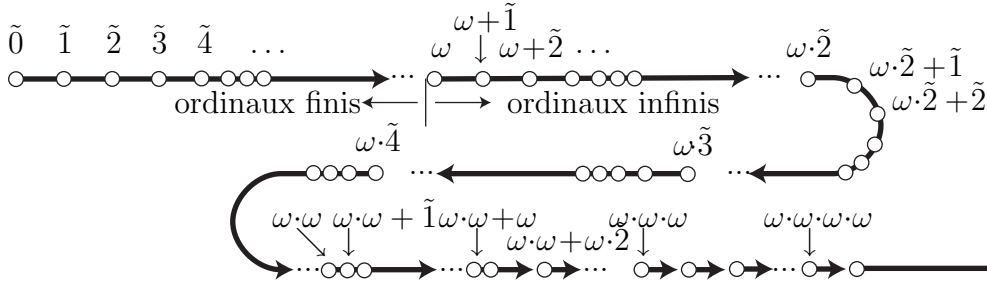 0̃ 1̃ 2̃ 3̃ 4̃ ... ... ω ω+1̃ ω+2̃ ... ... ω·2̃ ω·2̃+1̃
ω·2̃+2̃
ordinaux finis ordinaux infinis
ω·4̃ ... ω·3̃ ...
ω·ω ω·ω+1̃ ω·ω+ω ω·ω+ω·2̃ ω·ω·ω ω·ω·ω·ω
... ... ... ...